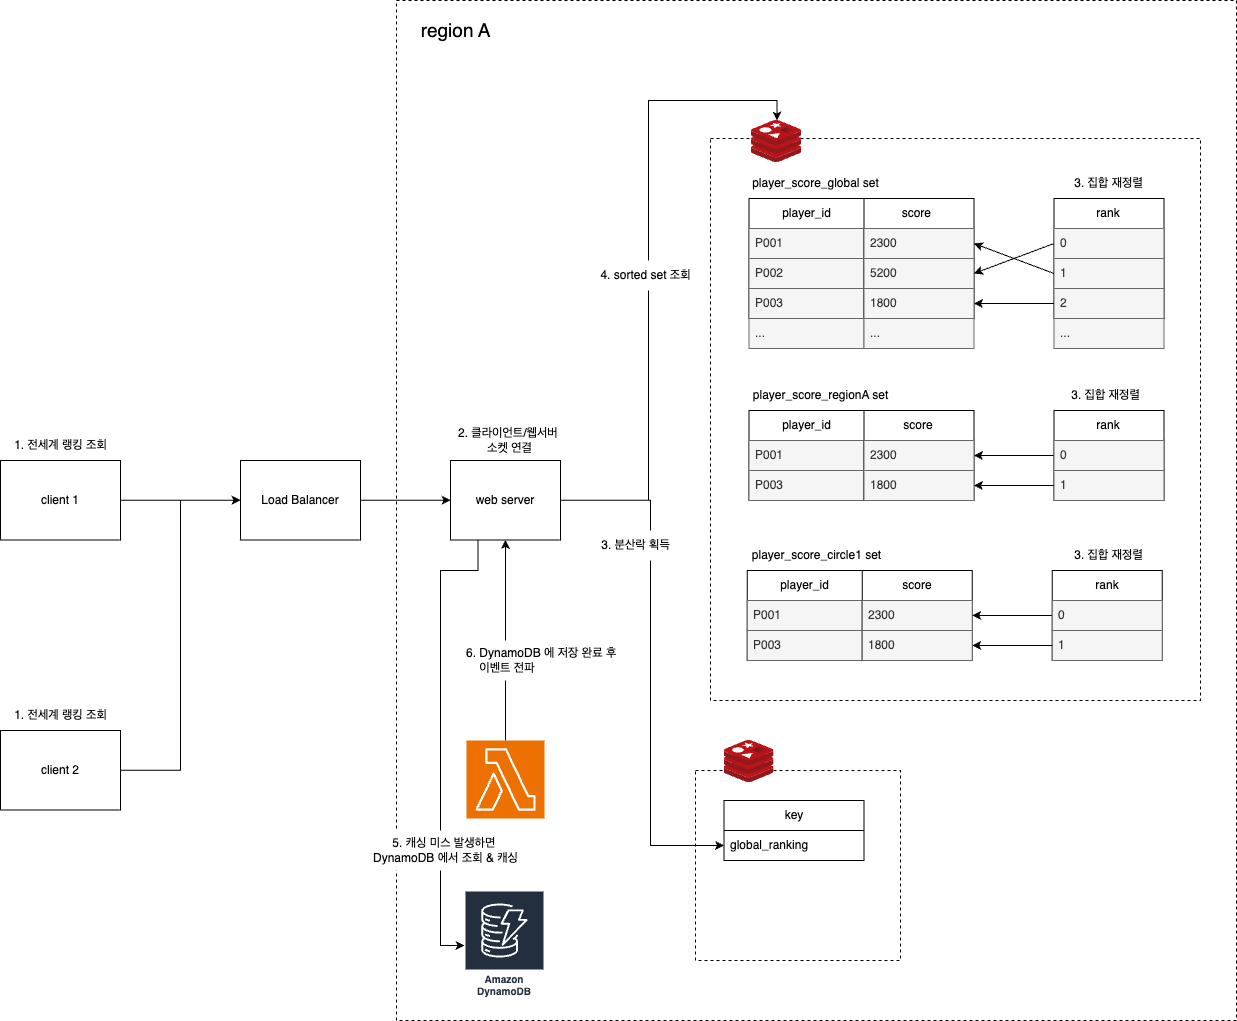 region A
player_score_global set
3. 집합 재정렬
player_id score
rank
P001 2300
0
P002 5200
1
P003 1800
2
... ...
...
4. sorted set 조회
player_score_regionA set
3. 집합 재정렬
player_id score
rank
P001 2300
0
P003 1800
1
1. 전세계 랭킹 조회
client 1
Load Balancer
2. 클라이언트/웹서버
소켓 연결
web server
3. 분산락 획득
player_score_circle1 set
3. 집합 재정렬
player_id score
rank
P001 2300
0
P003 1800
1
6. DynamoDB 에 저장 완료 후
이벤트 전파
1. 전세계 랭킹 조회
client 2
key
global_ranking
5. 캐싱 미스 발생하면
DynamoDB 에서 조회 & 캐싱
Amazon
DynamoDB